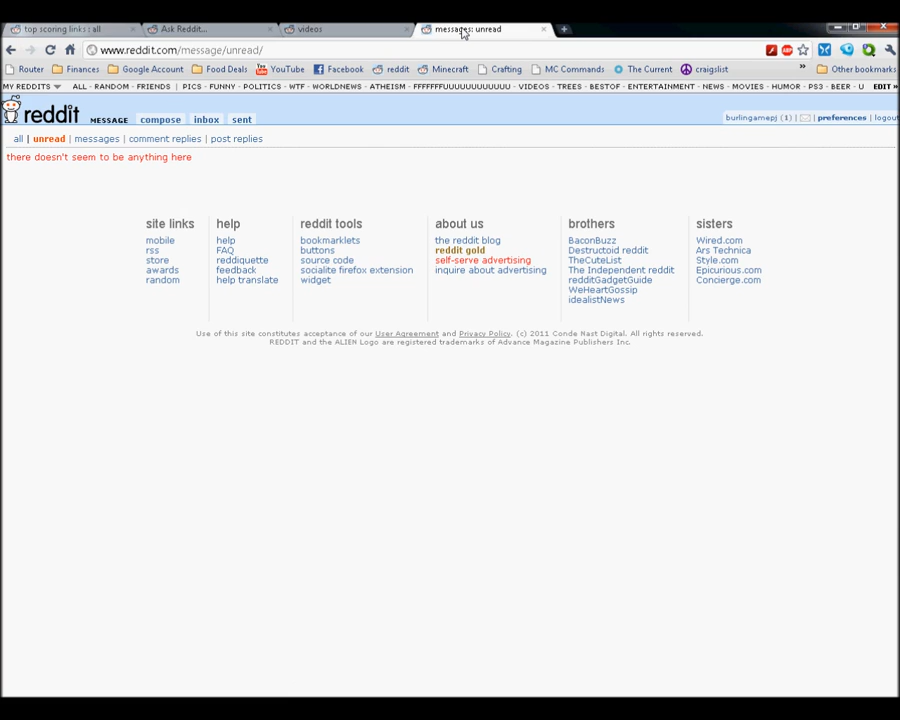 top scoring links : all
Ask Reddit...
videos
messages: unread
www.reddit.com/message/unread/
Router Finances Google Account Food Deals YouTube Facebook reddit Minecraft Crafting MC Commands The Current craigslist » Other bookmarks
MY REDDITS ALL - RANDOM - FRIENDS | PICS - FUNNY - POLITICS - WTF - WORLDNEWS - ATHEISM - FFFFFFFUUUUUUUUUUUU - VIDEOS - TREES - BESTOF - ENTERTAINMENT - NEWS - MOVIES - HUMOR - PS3 - BEER - U EDIT »
reddit MESSAGE compose inbox sent
burlingamepj (1) | preferences | logout
all | unread | messages | comment replies | post replies
there doesn't seem to be anything here
site links
mobile
rss
store
awards
random
help
help
FAQ
reddiquette
feedback
help translate
reddit tools
bookmarklets
buttons
source code
socialite firefox extension
widget
about us
the reddit blog
reddit gold
self-serve advertising
inquire about advertising
brothers
BaconBuzz
Destructoid reddit
TheCuteList
The Independent reddit
redditGadgetGuide
WeHeartGossip
idealistNews
sisters
Wired.com
Ars Technica
Style.com
Epicurious.com
Concierge.com
Use of this site constitutes acceptance of our User Agreement and Privacy Policy. (c) 2011 Conde Nast Digital. All rights reserved.
REDDIT and the ALIEN Logo are registered trademarks of Advance Magazine Publishers Inc.